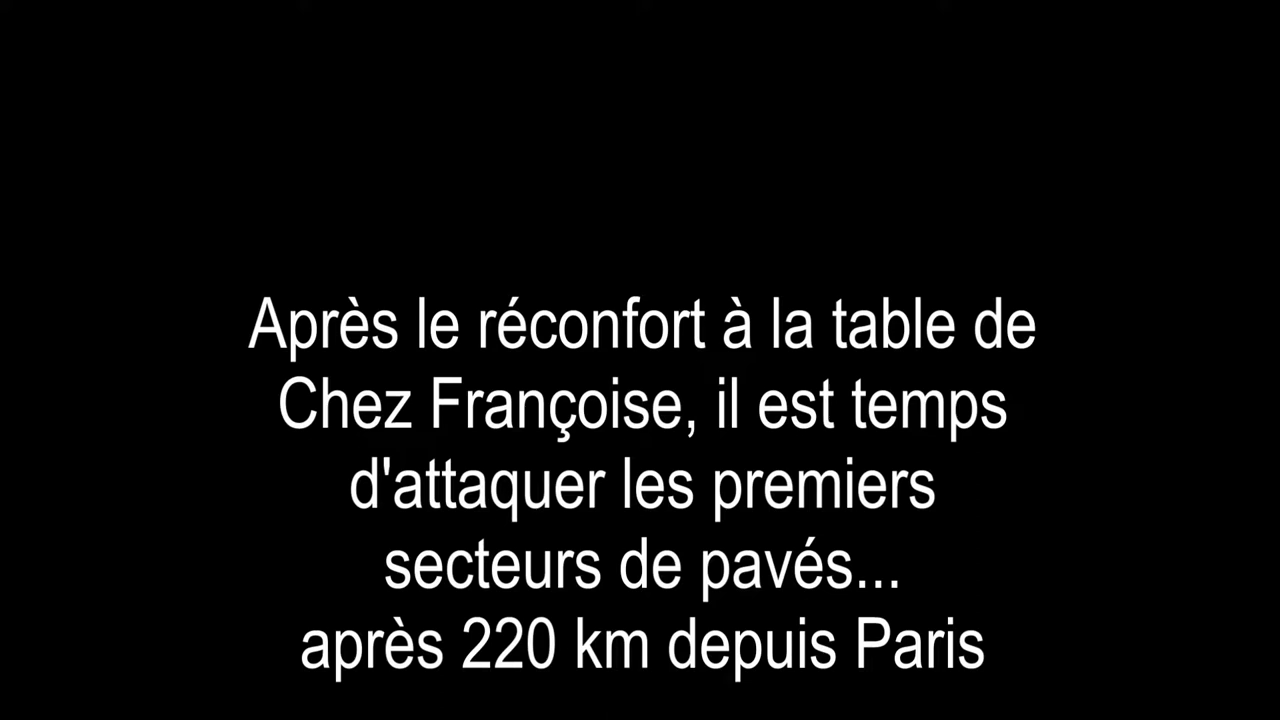 Après le réconfort à la table de
Chez Françoise, il est temps
d'attaquer les premiers
secteurs de pavés...
après 220 km depuis Paris